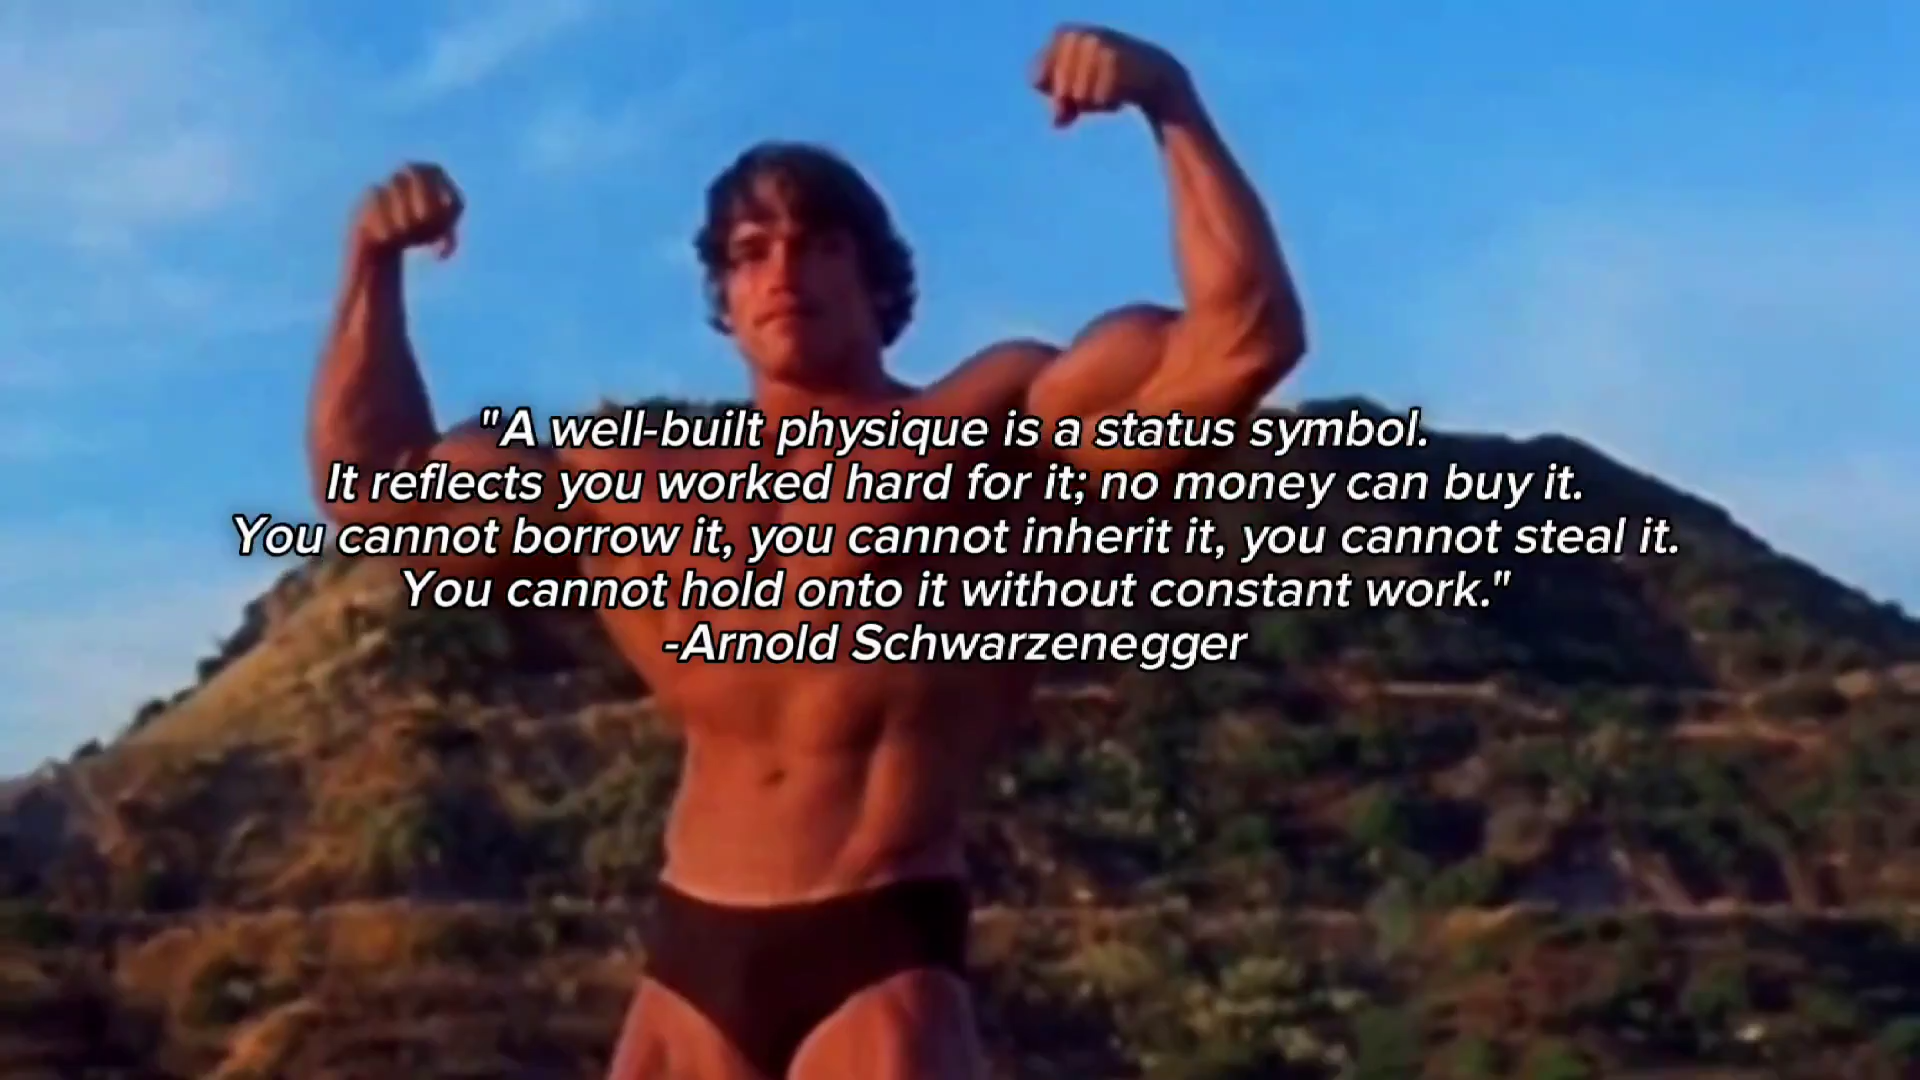 "A well-built physique is a status symbol.
It reflects you worked hard for it; no money can buy it.
You cannot borrow it, you cannot inherit it, you cannot steal it.
You cannot hold onto it without constant work."
-Arnold Schwarzenegger